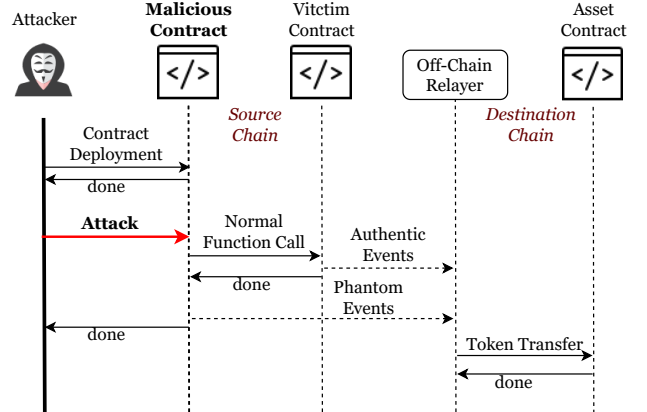 Attacker
Malicious
Contract
Vitctim
Contract
Off-Chain
Relayer
Asset
Contract
</>
</>
</>
Source
Chain
Destination
Chain
Contract
Deployment
done
Attack
Normal
Function Call
Authentic
Events
done
Phantom
Events
done
Token Transfer
done